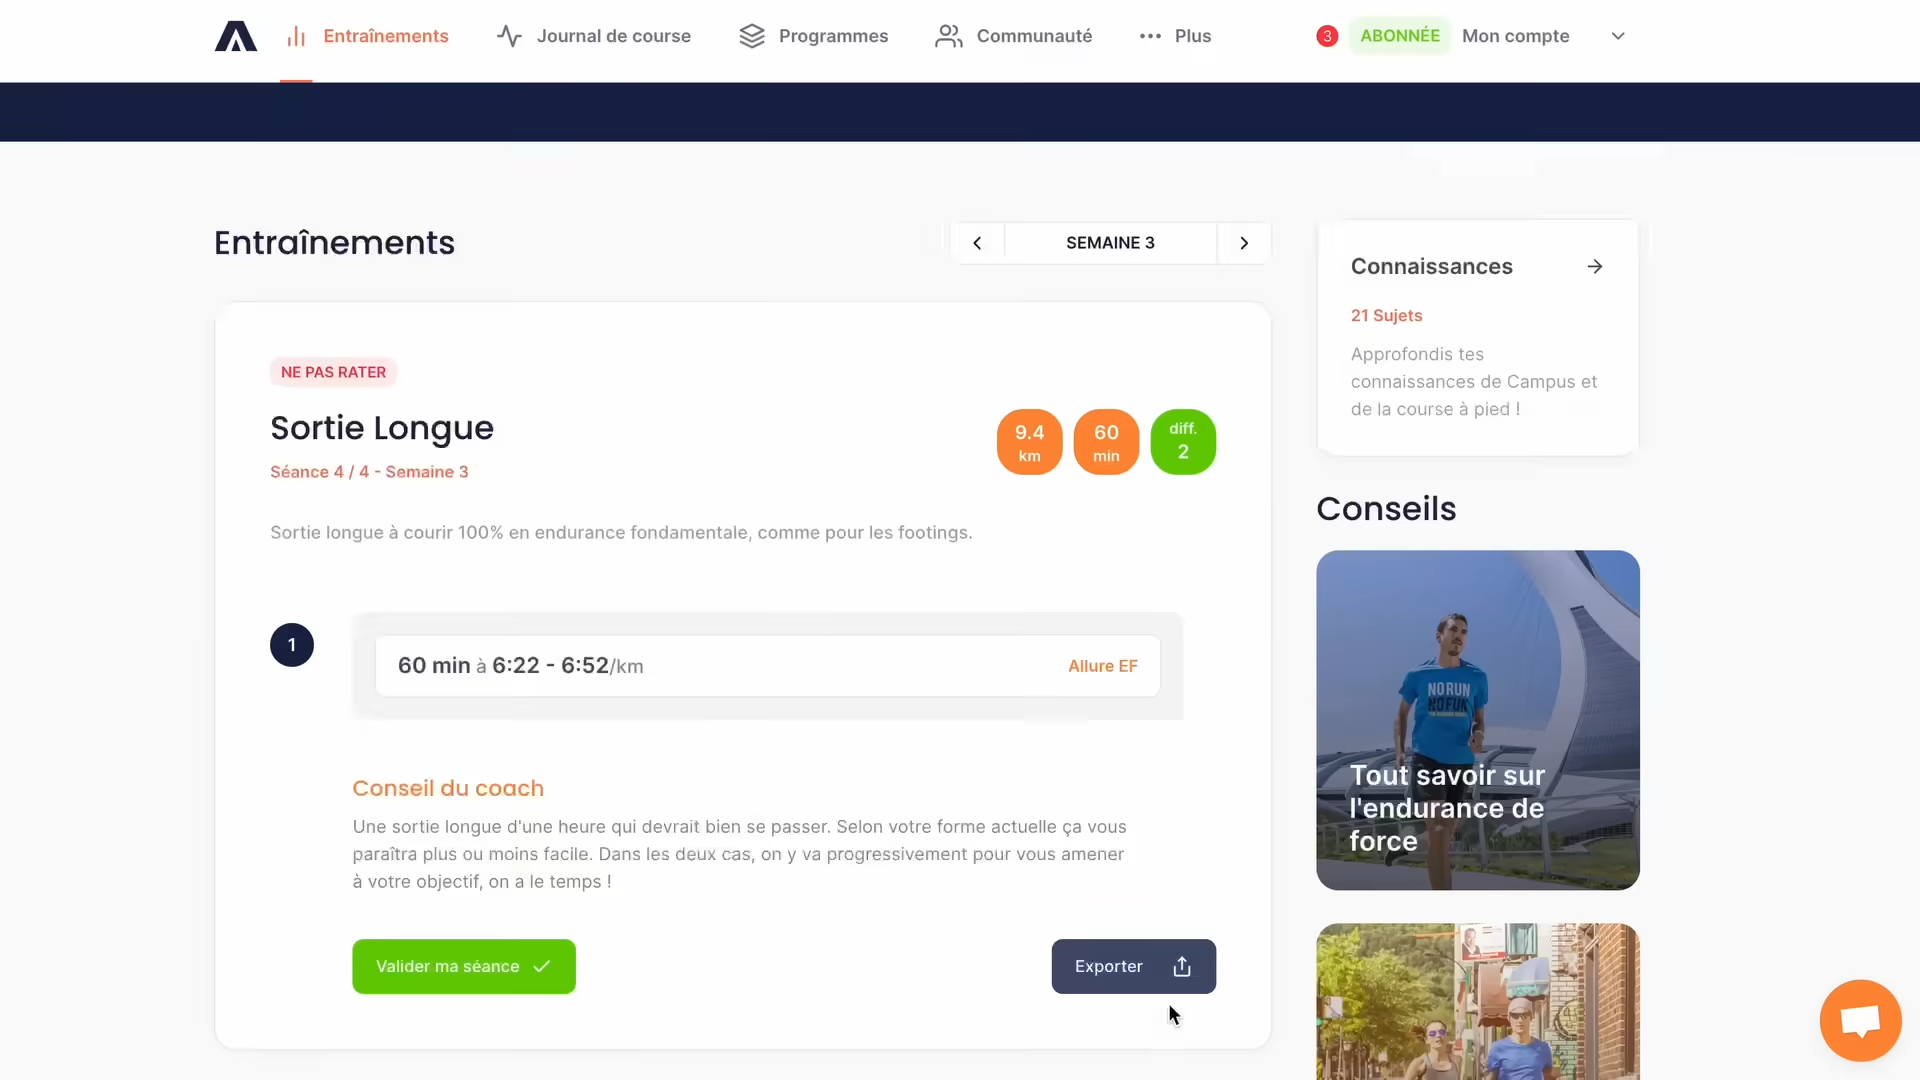 Entraînements
Journal de course
Programmes
Communauté
Plus
3
ABONNÉE
Mon compte
Entraînements
SEMAINE 3
NE PAS RATER
Sortie Longue
Séance 4 / 4 - Semaine 3
9.4
km
60
min
diff.
2
Sortie longue à courir 100% en endurance fondamentale, comme pour les footings.
1
60 min à 6:22 - 6:52/km
Allure EF
Conseil du coach
Une sortie longue d'une heure qui devrait bien se passer. Selon votre forme actuelle ça vous
paraîtra plus ou moins facile. Dans les deux cas, on y va progressivement pour vous amener
à votre objectif, on a le temps !
Valider ma séance
Exporter
Connaissances
21 Sujets
Approfondis tes
connaissances de Campus et
de la course à pied !
Conseils
NO RUN
NO FUN
Tout savoir sur
l'endurance de
force